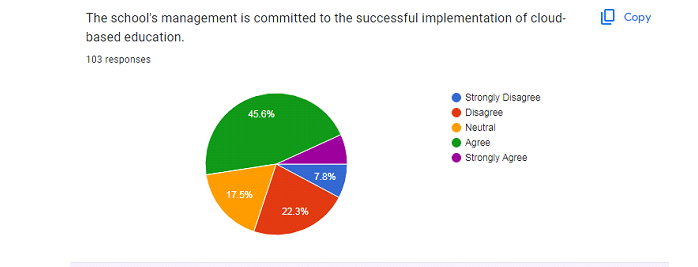 The school's management is committed to the successful implementation of cloud-
based education.
Copy
103 responses
45.6%
7.8%
17.5%
22.3%
Strongly Disagree
Disagree
Neutral
Agree
Strongly Agree